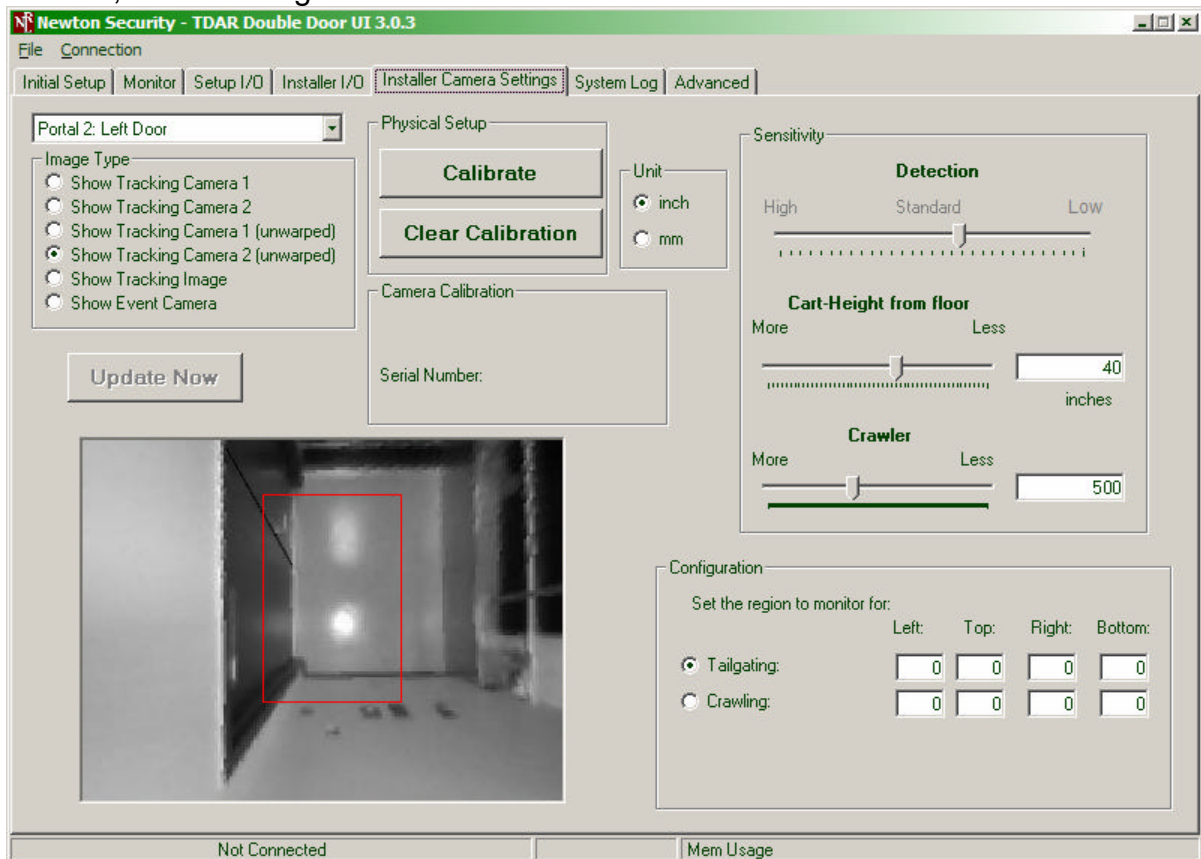 Newton Security - TDAR Double Door UI 3.0.3
File Connection
Initial Setup Monitor Setup I/O Installer I/O Installer Camera Settings System Log Advanced
Portal 2: Left Door
Image Type
Show Tracking Camera 1
Show Tracking Camera 2
Show Tracking Camera 1 (unwarped)
Show Tracking Camera 2 (unwarped)
Show Tracking Image
Show Event Camera
Update Now
Physical Setup
Calibrate
Clear Calibration
Unit
inch
mm
Camera Calibration
Serial Number:
Sensitivity
Detection
High Standard Low
Cart-Height from floor
More Less
40
inches
Crawler
More Less
500
Configuration
Set the region to monitor for:
Left: Top: Right: Bottom:
Tailgating: 0 0 0 0
Crawling: 0 0 0 0
Not Connected Mem Usage